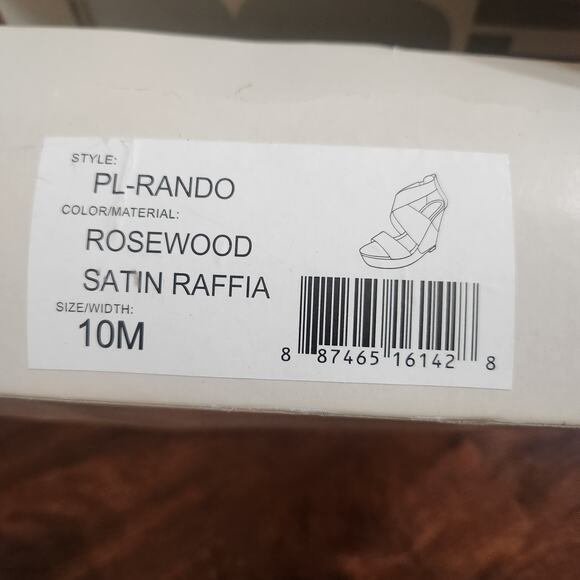 STYLE:
PL-RANDO
COLOR/MATERIAL:
ROSEWOOD
SATIN RAFFIA
SIZE/WIDTH:
10M
8 87465 16142 8